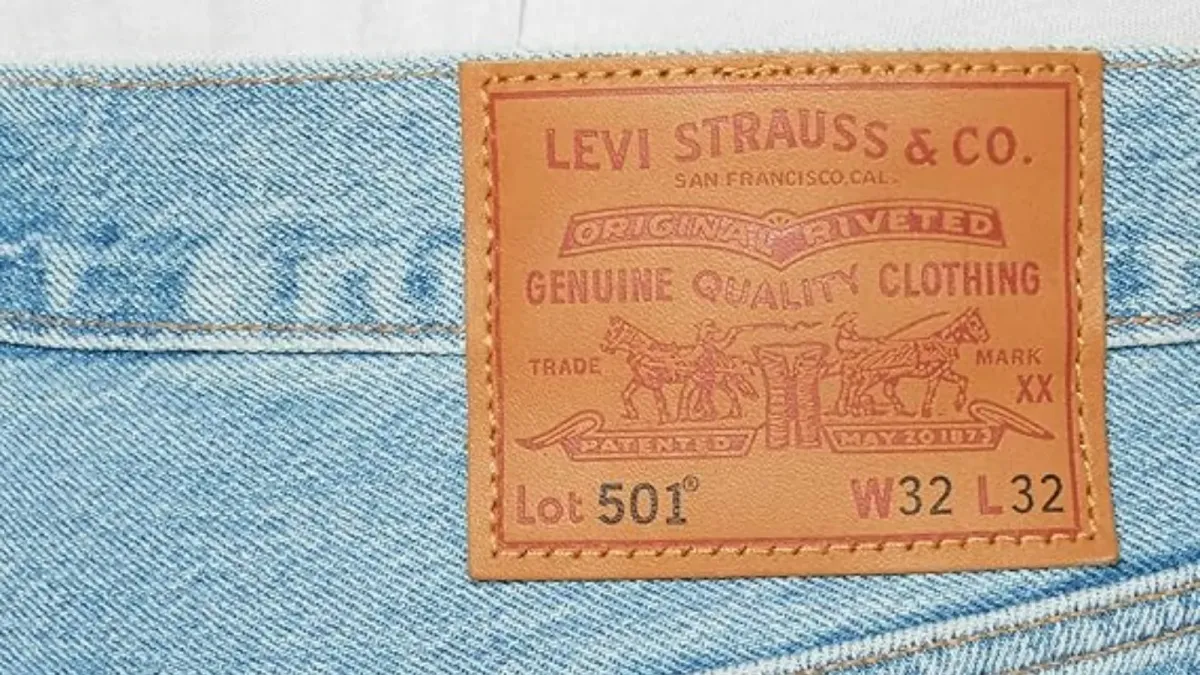 LEVI STRAUSS & CO.
SAN FRANCISCO, CAL.
ORIGINAL RIVETED
GENUINE QUALITY CLOTHING
TRADE MARK
XX
PATENTED MAY 20 1873
Lot 501® W32 L32